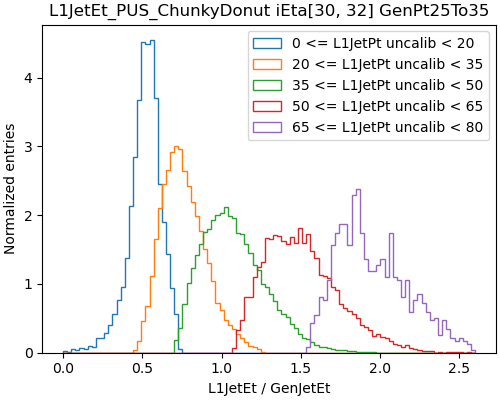 L1JetEt_PUS_ChunkyDonut iEta[30, 32] GenPt25To35
0 <= L1JetPt uncalib < 20
20 <= L1JetPt uncalib < 35
35 <= L1JetPt uncalib < 50
50 <= L1JetPt uncalib < 65
65 <= L1JetPt uncalib < 80
Normalized entries
4
3
2
1
0
0.0 0.5 1.0 1.5 2.0 2.5
L1JetEt / GenJetEt